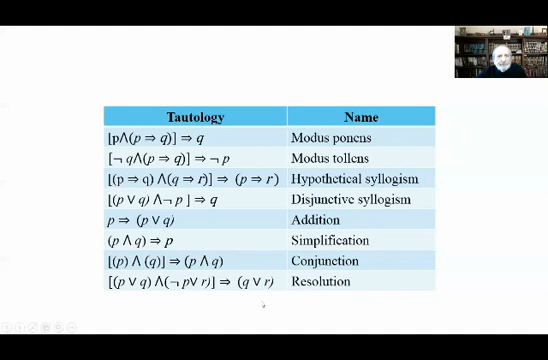 Tautology Name
[p∧(p ⇒ q)] ⇒ q Modus ponens
[¬ q∧(p ⇒ q)] ⇒ ¬ p Modus tollens
[(p ⇒ q) ∧(q ⇒ r)] ⇒ (p ⇒ r) Hypothetical syllogism
[(p ∨ q) ∧¬ p ] ⇒ q Disjunctive syllogism
p ⇒ (p ∨ q) Addition
(p ∧ q) ⇒ p Simplification
[(p) ∧ (q)] ⇒ (p ∧ q) Conjunction
[(p ∨ q) ∧(¬ p∨ r)] ⇒ (q ∨ r) Resolution